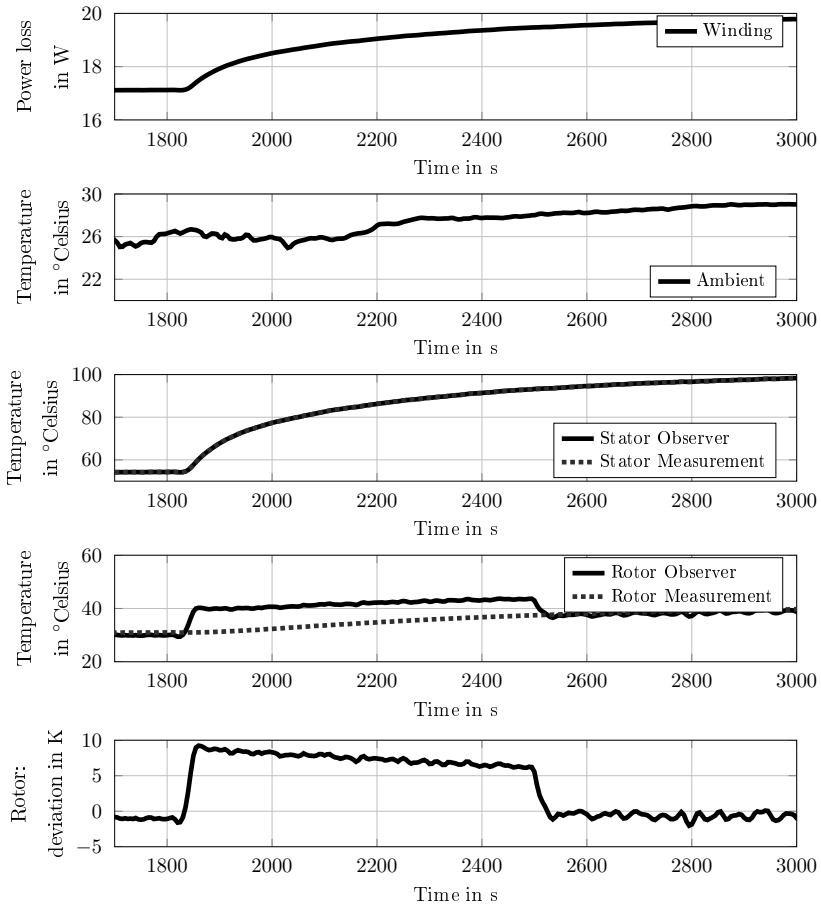 Power loss
in W
20
18
16
1800 2000 2200 2400 2600 2800 3000
Time in s
Winding
Temperature
in °Celsius
30
26
22
1800 2000 2200 2400 2600 2800 3000
Time in s
Ambient
Temperature
in °Celsius
100
80
60
1800 2000 2200 2400 2600 2800 3000
Time in s
Stator Observer
Stator Measurement
Temperature
in °Celsius
60
40
20
1800 2000 2200 2400 2600 2800 3000
Time in s
Rotor Observer
Rotor Measurement
Rotor:
deviation in K
10
5
0
−5
1800 2000 2200 2400 2600 2800 3000
Time in s